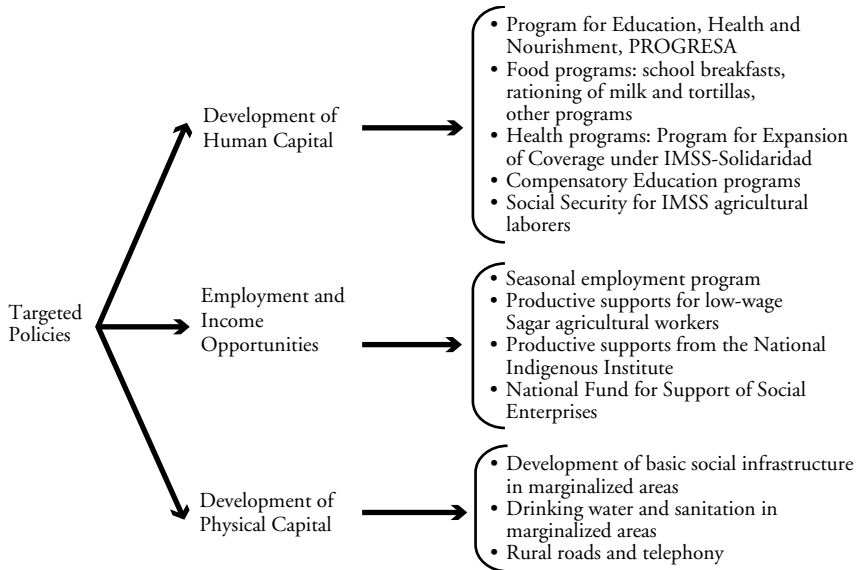 Targeted
Policies
Development of
Human Capital
• Program for Education, Health and
Nourishment, PROGRESA
• Food programs: school breakfasts,
rationing of milk and tortillas,
other programs
• Health programs: Program for Expansion
of Coverage under IMSS-Solidaridad
• Compensatory Education programs
• Social Security for IMSS agricultural
laborers
Employment and
Income
Opportunities
• Seasonal employment program
• Productive supports for low-wage
Sagar agricultural workers
• Productive supports from the National
Indigenous Institute
• National Fund for Support of Social
Enterprises
Development of
Physical Capital
• Development of basic social infrastructure
in marginalized areas
• Drinking water and sanitation in
marginalized areas
• Rural roads and telephony